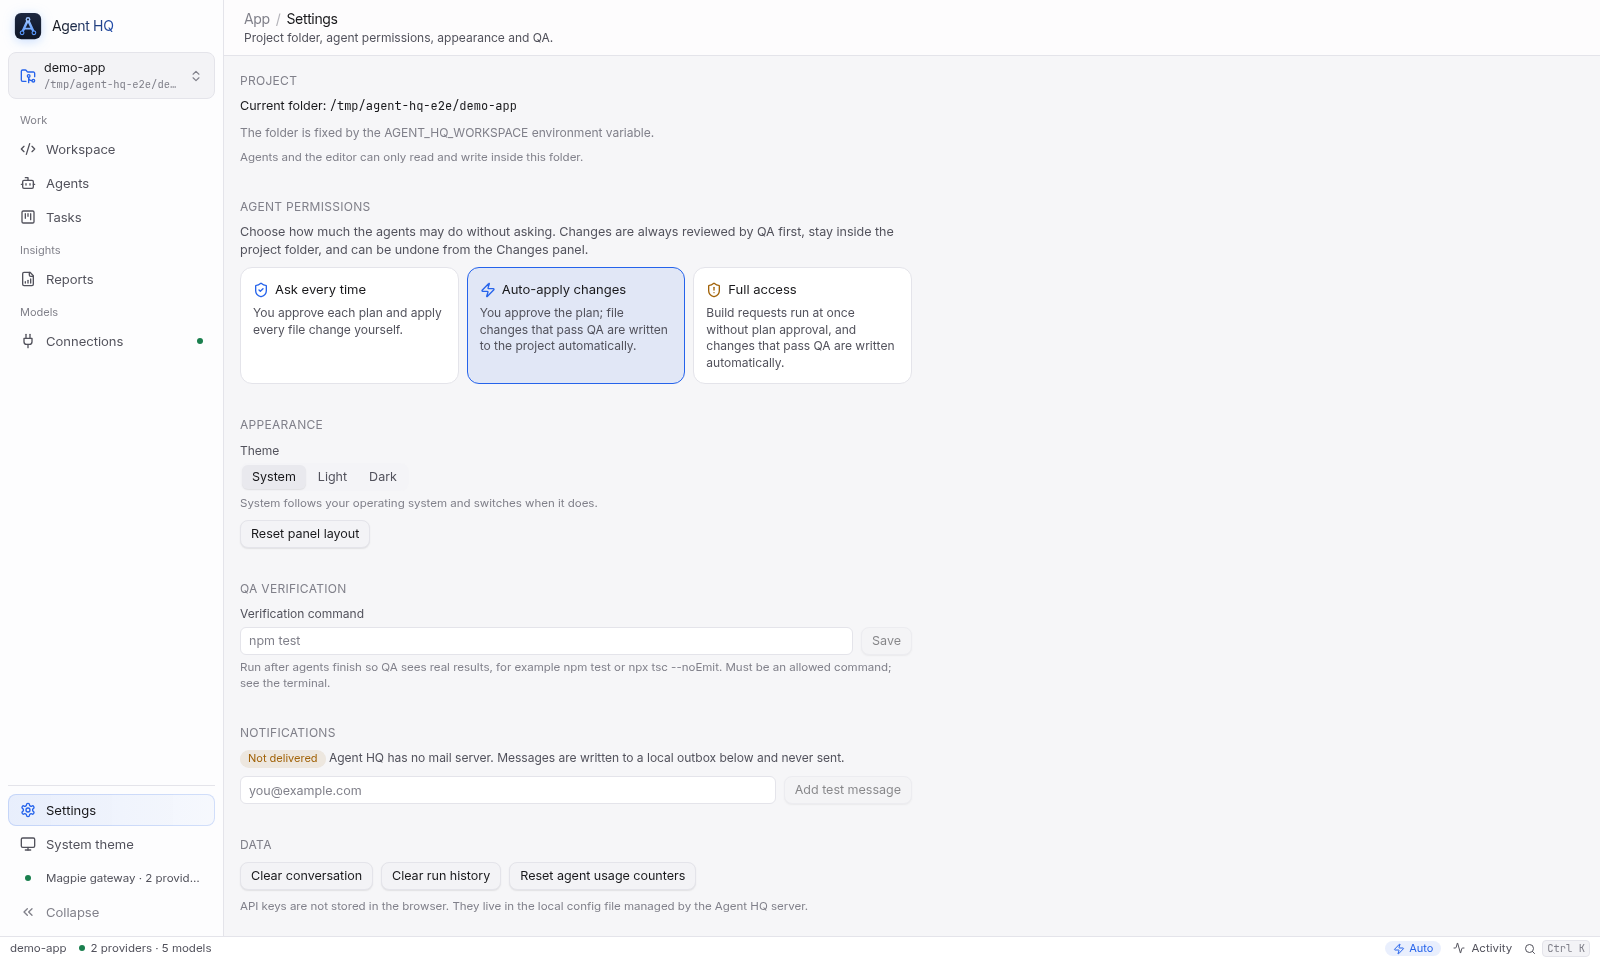 Agent HQ
demo-app
/tmp/agent-hq-e2e/de…
Work
Workspace
Agents
Tasks
Insights
Reports
Models
Connections
Settings
System theme
Magpie gateway · 2 provid…
Collapse
App / Settings
Project folder, agent permissions, appearance and QA.
PROJECT
Current folder: /tmp/agent-hq-e2e/demo-app
The folder is fixed by the AGENT_HQ_WORKSPACE environment variable.
Agents and the editor can only read and write inside this folder.
AGENT PERMISSIONS
Choose how much the agents may do without asking. Changes are always reviewed by QA first, stay inside the
project folder, and can be undone from the Changes panel.
Ask every time
You approve each plan and apply
every file change yourself.
Auto-apply changes
You approve the plan; file
changes that pass QA are written
to the project automatically.
Full access
Build requests run at once
without plan approval, and
changes that pass QA are written
automatically.
APPEARANCE
Theme
System Light Dark
System follows your operating system and switches when it does.
Reset panel layout
QA VERIFICATION
Verification command
npm test
Save
Run after agents finish so QA sees real results, for example npm test or npx tsc --noEmit. Must be an allowed command;
see the terminal.
NOTIFICATIONS
Not delivered Agent HQ has no mail server. Messages are written to a local outbox below and never sent.
you@example.com
Add test message
DATA
Clear conversation Clear run history Reset agent usage counters
API keys are not stored in the browser. They live in the local config file managed by the Agent HQ server.
demo-app 2 providers · 5 models
Auto Activity Ctrl K